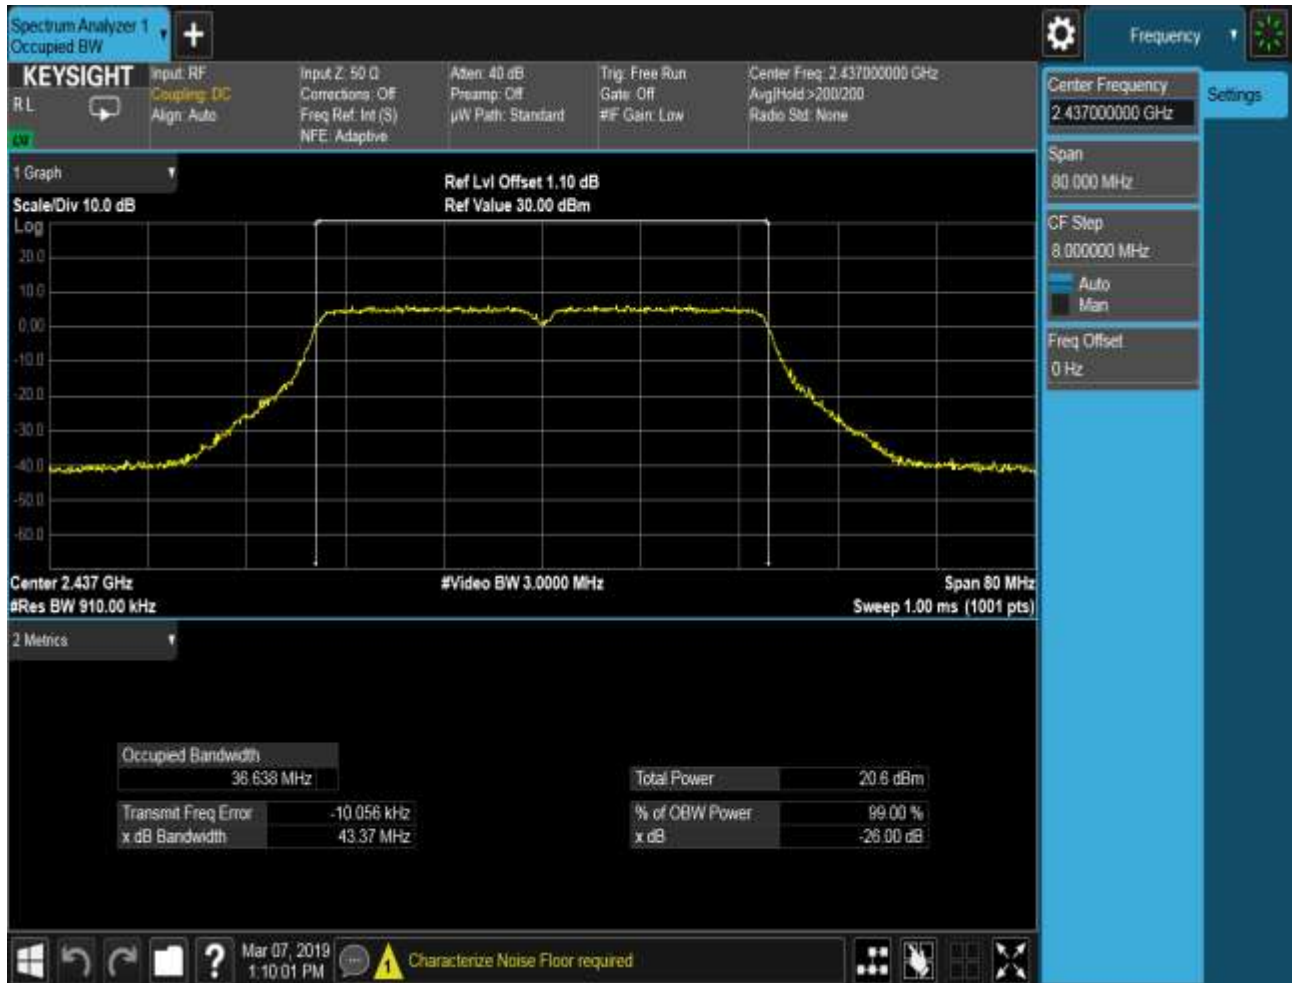 Spectrum Analyzer 1
Occupied BW
Frequency
KEYSIGHT
R L
Input: RF
Coupling: DC
Align: Auto
Input Z: 50 Ω
Corrections: Off
Freq Ref: Int (S)
NFE: Adaptive
Atten: 40 dB
Preamp: Off
µW Path: Standard
Trig: Free Run
Gate: Off
#IF Gain: Low
Center Freq: 2.437000000 GHz
Avg|Hold:>200/200
Radio Std: None
Center Frequency
2.437000000 GHz
Settings
Span
80.000 MHz
CF Step
8.000000 MHz
Auto
Man
Freq Offset
0 Hz
1 Graph
Scale/Div 10.0 dB
Ref Lvl Offset 1.10 dB
Ref Value 30.00 dBm
Log
20.0
10.0
0.00
-10.0
-20.0
-30.0
-40.0
-50.0
-60.0
Center 2.437 GHz
#Res BW 910.00 kHz
#Video BW 3.0000 MHz
Span 80 MHz
Sweep 1.00 ms (1001 pts)
2 Metrics
Occupied Bandwidth
36.638 MHz
Transmit Freq Error -10.056 kHz
x dB Bandwidth 43.37 MHz
Total Power 20.6 dBm
% of OBW Power 99.00 %
x dB -26.00 dB
Mar 07, 2019
1:10:01 PM
1
Characterize Noise Floor required